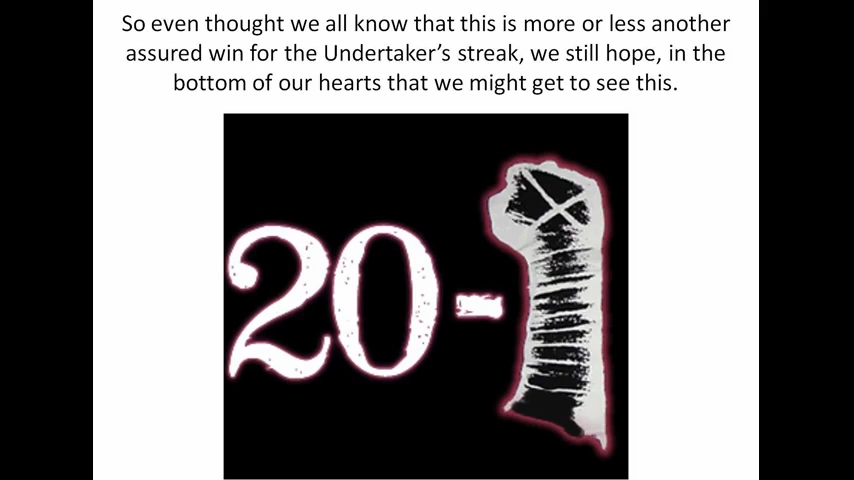 So even thought we all know that this is more or less another
assured win for the Undertaker’s streak, we still hope, in the
bottom of our hearts that we might get to see this.
20-1